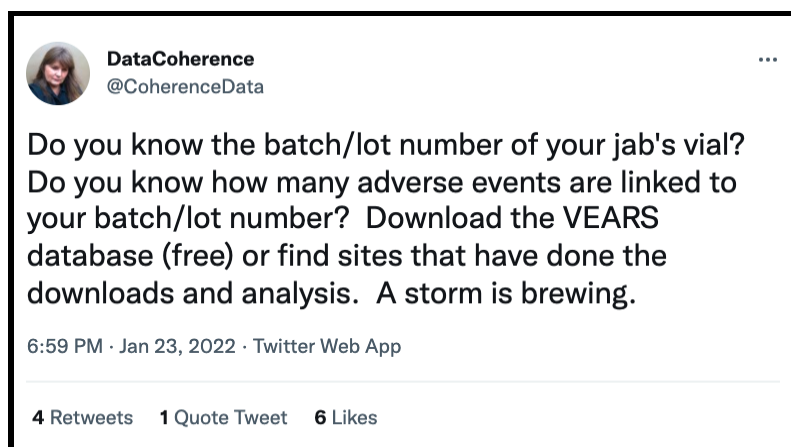 DataCoherence
@CoherenceData
Do you know the batch/lot number of your jab's vial?
Do you know how many adverse events are linked to
your batch/lot number?  Download the VEARS
database (free) or find sites that have done the
downloads and analysis.  A storm is brewing.
6:59 PM · Jan 23, 2022 · Twitter Web App
4 Retweets 1 Quote Tweet 6 Likes